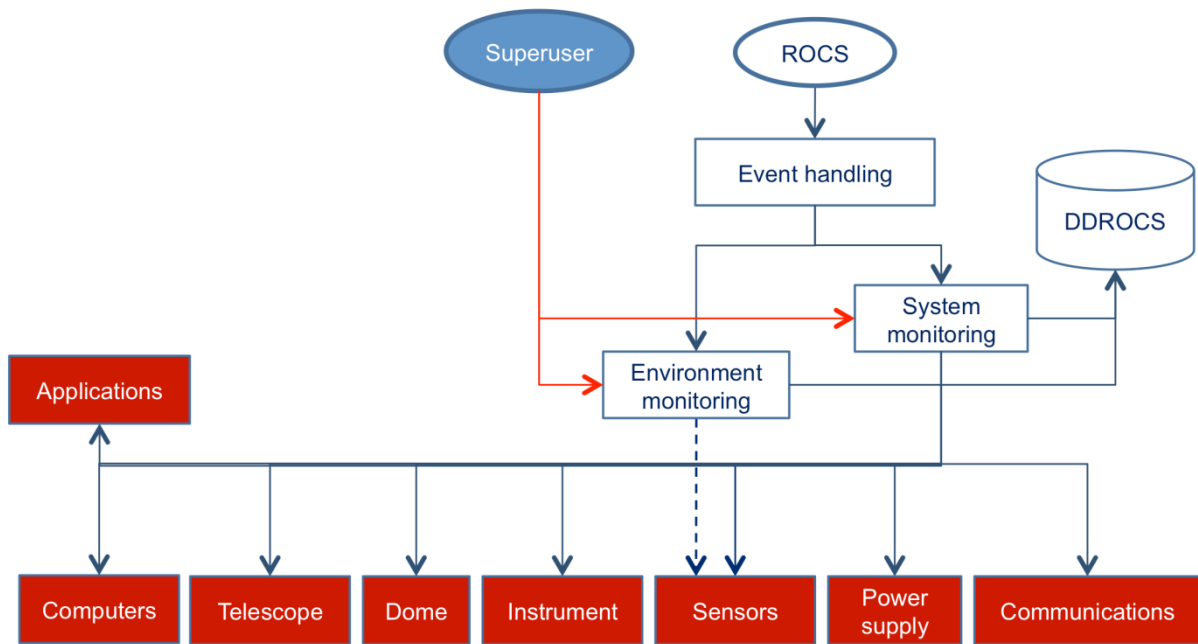 Superuser
ROCS
Event handling
DDROCS
System
monitoring
Environment
monitoring
Applications
Computers
Telescope
Dome
Instrument
Sensors
Power
supply
Communications